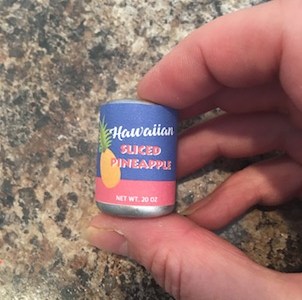 Hawaiian
SLICED
PINEAPPLE
NET WT. 20 OZ